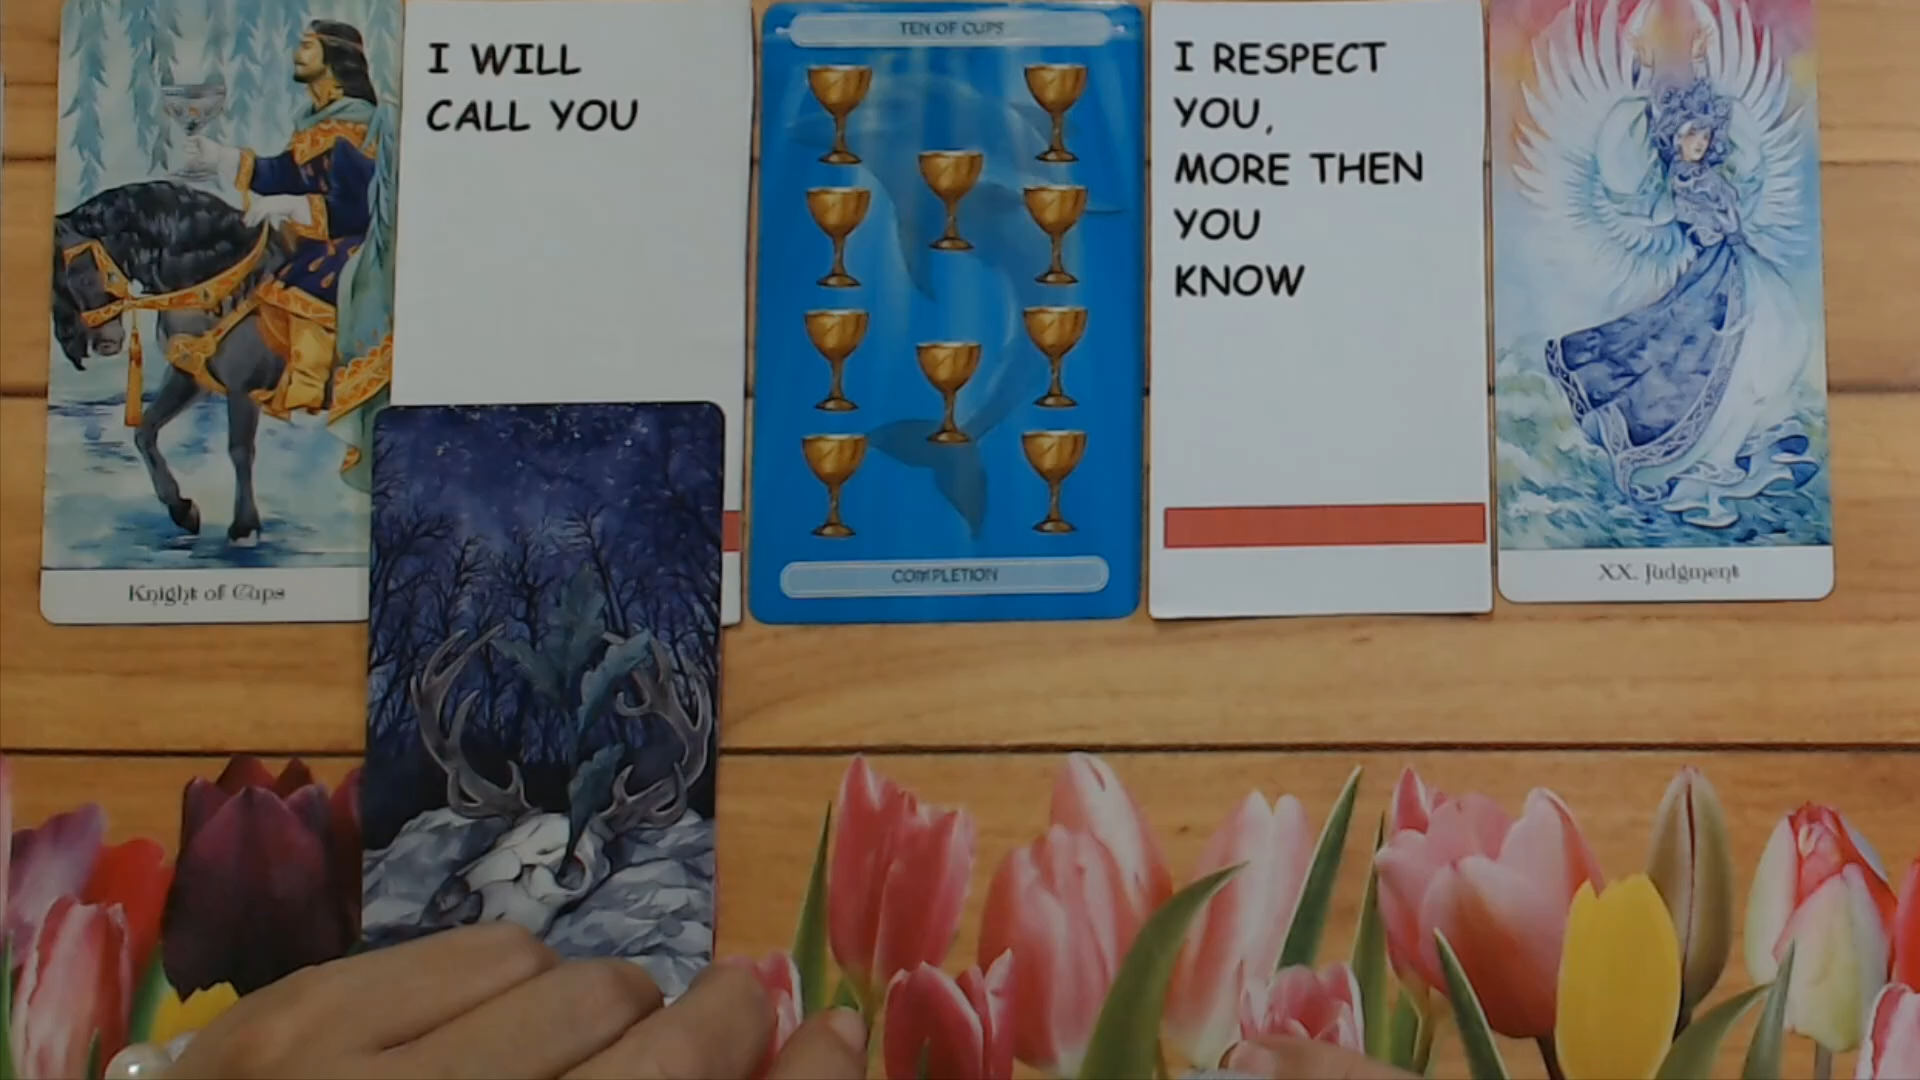 Knight of Cups
I WILL
CALL YOU
TEN OF CUPS
COMPLETION
I RESPECT
YOU,
MORE THEN
YOU
KNOW
XX. Judgment